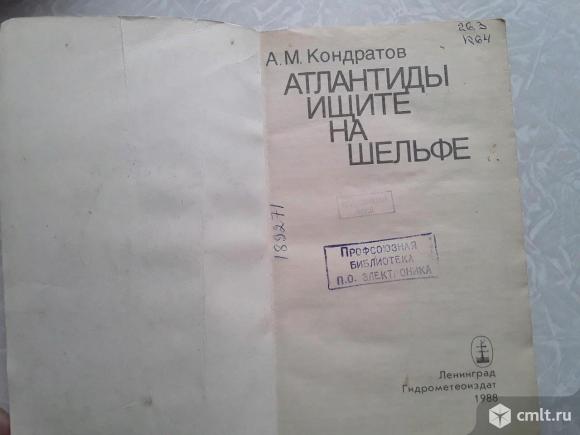 263
К64
А.М. Кондратов
АТЛАНТИДЫ
ИЩИТЕ
НА
ШЕЛЬФЕ
189271
ПРОФСОЮЗНАЯ
БИБЛИОТЕКА
П.О. ЭЛЕКТРОНИКА
Ленинград
Гидрометеоиздат
1988
cmlt.ru